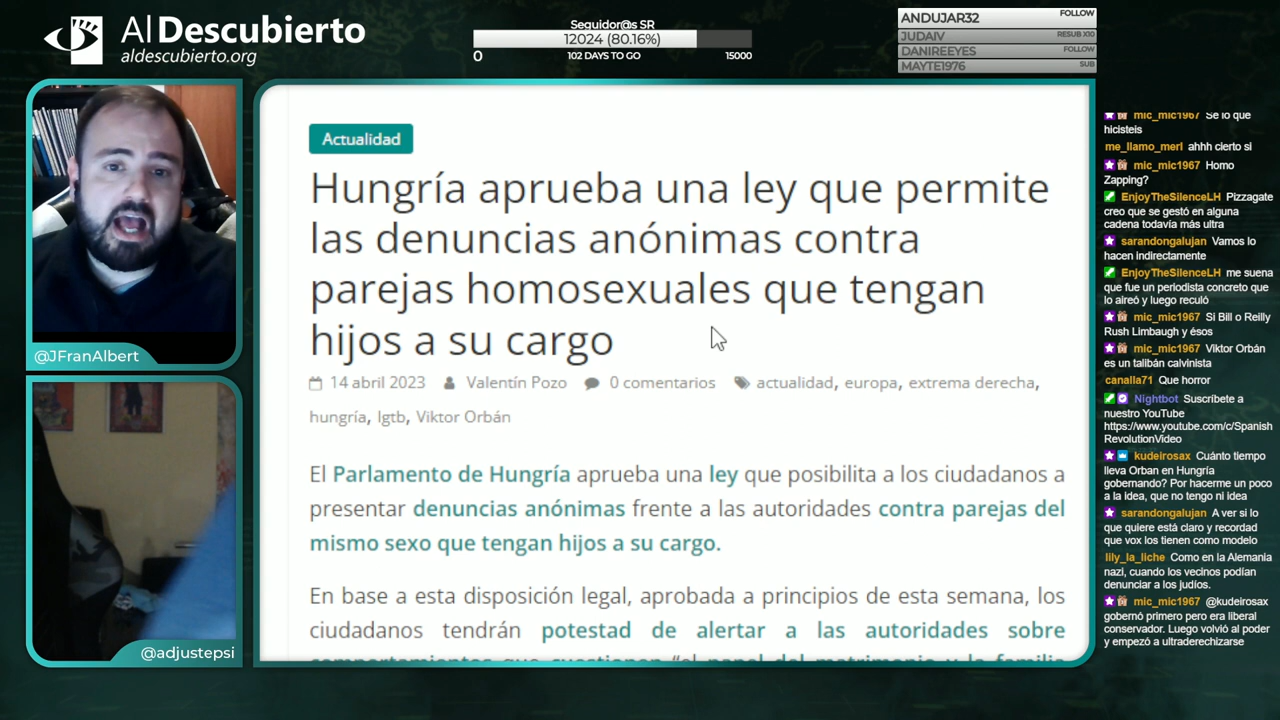 Al Descubierto
aldescubierto.org
Seguidor@s SR
12024 (80.16%)
0
102 DAYS TO GO
15000
ANDUJAR32 FOLLOW
JUDAIV RESUB X10
DANIREEYES FOLLOW
MAYTE1976 SUB
@JFranAlbert
@adjustepsi
Actualidad
Hungría aprueba una ley que permite
las denuncias anónimas contra
parejas homosexuales que tengan
hijos a su cargo
14 abril 2023 Valentín Pozo 0 comentarios actualidad, europa, extrema derecha,
hungría, lgtb, Viktor Orbán
El Parlamento de Hungría aprueba una ley que posibilita a los ciudadanos a
presentar denuncias anónimas frente a las autoridades contra parejas del
mismo sexo que tengan hijos a su cargo.
En base a esta disposición legal, aprobada a principios de esta semana, los
ciudadanos tendrán potestad de alertar a las autoridades sobre
comportamientos que cuestionen “el papel del matrimonio y la familia
mic_mic1967 Se lo que
hicisteis
me_llamo_merl ahhh cierto si
mic_mic1967 Homo
Zapping?
EnjoyTheSilenceLH Pizzagate
creo que se gestó en alguna
cadena todavía más ultra
sarandongalujan Vamos lo
hacen indirectamente
EnjoyTheSilenceLH me suena
que fue un periodista concreto que
lo aireó y luego reculó
mic_mic1967 Si Bill o Reilly
Rush Limbaugh y ésos
mic_mic1967 Viktor Orbán
es un talibán calvinista
canalla71 Que horror
Nightbot Suscríbete a
nuestro YouTube
https://www.youtube.com/c/Spanish
RevolutionVideo
kudeirosax Cuánto tiempo
lleva Orban en Hungría
gobernando? Por hacerme un poco
a la idea, que no tengo ni idea
sarandongalujan A ver si lo
que quiere está claro y recordad
que vox los tienen como modelo
lily_la_liche Como en la Alemania
nazi, cuando los vecinos podían
denunciar a los judíos.
mic_mic1967 @kudeirosax
gobernó primero pero era liberal
conservador. Luego volvió al poder
y empezó a ultraderechizarse